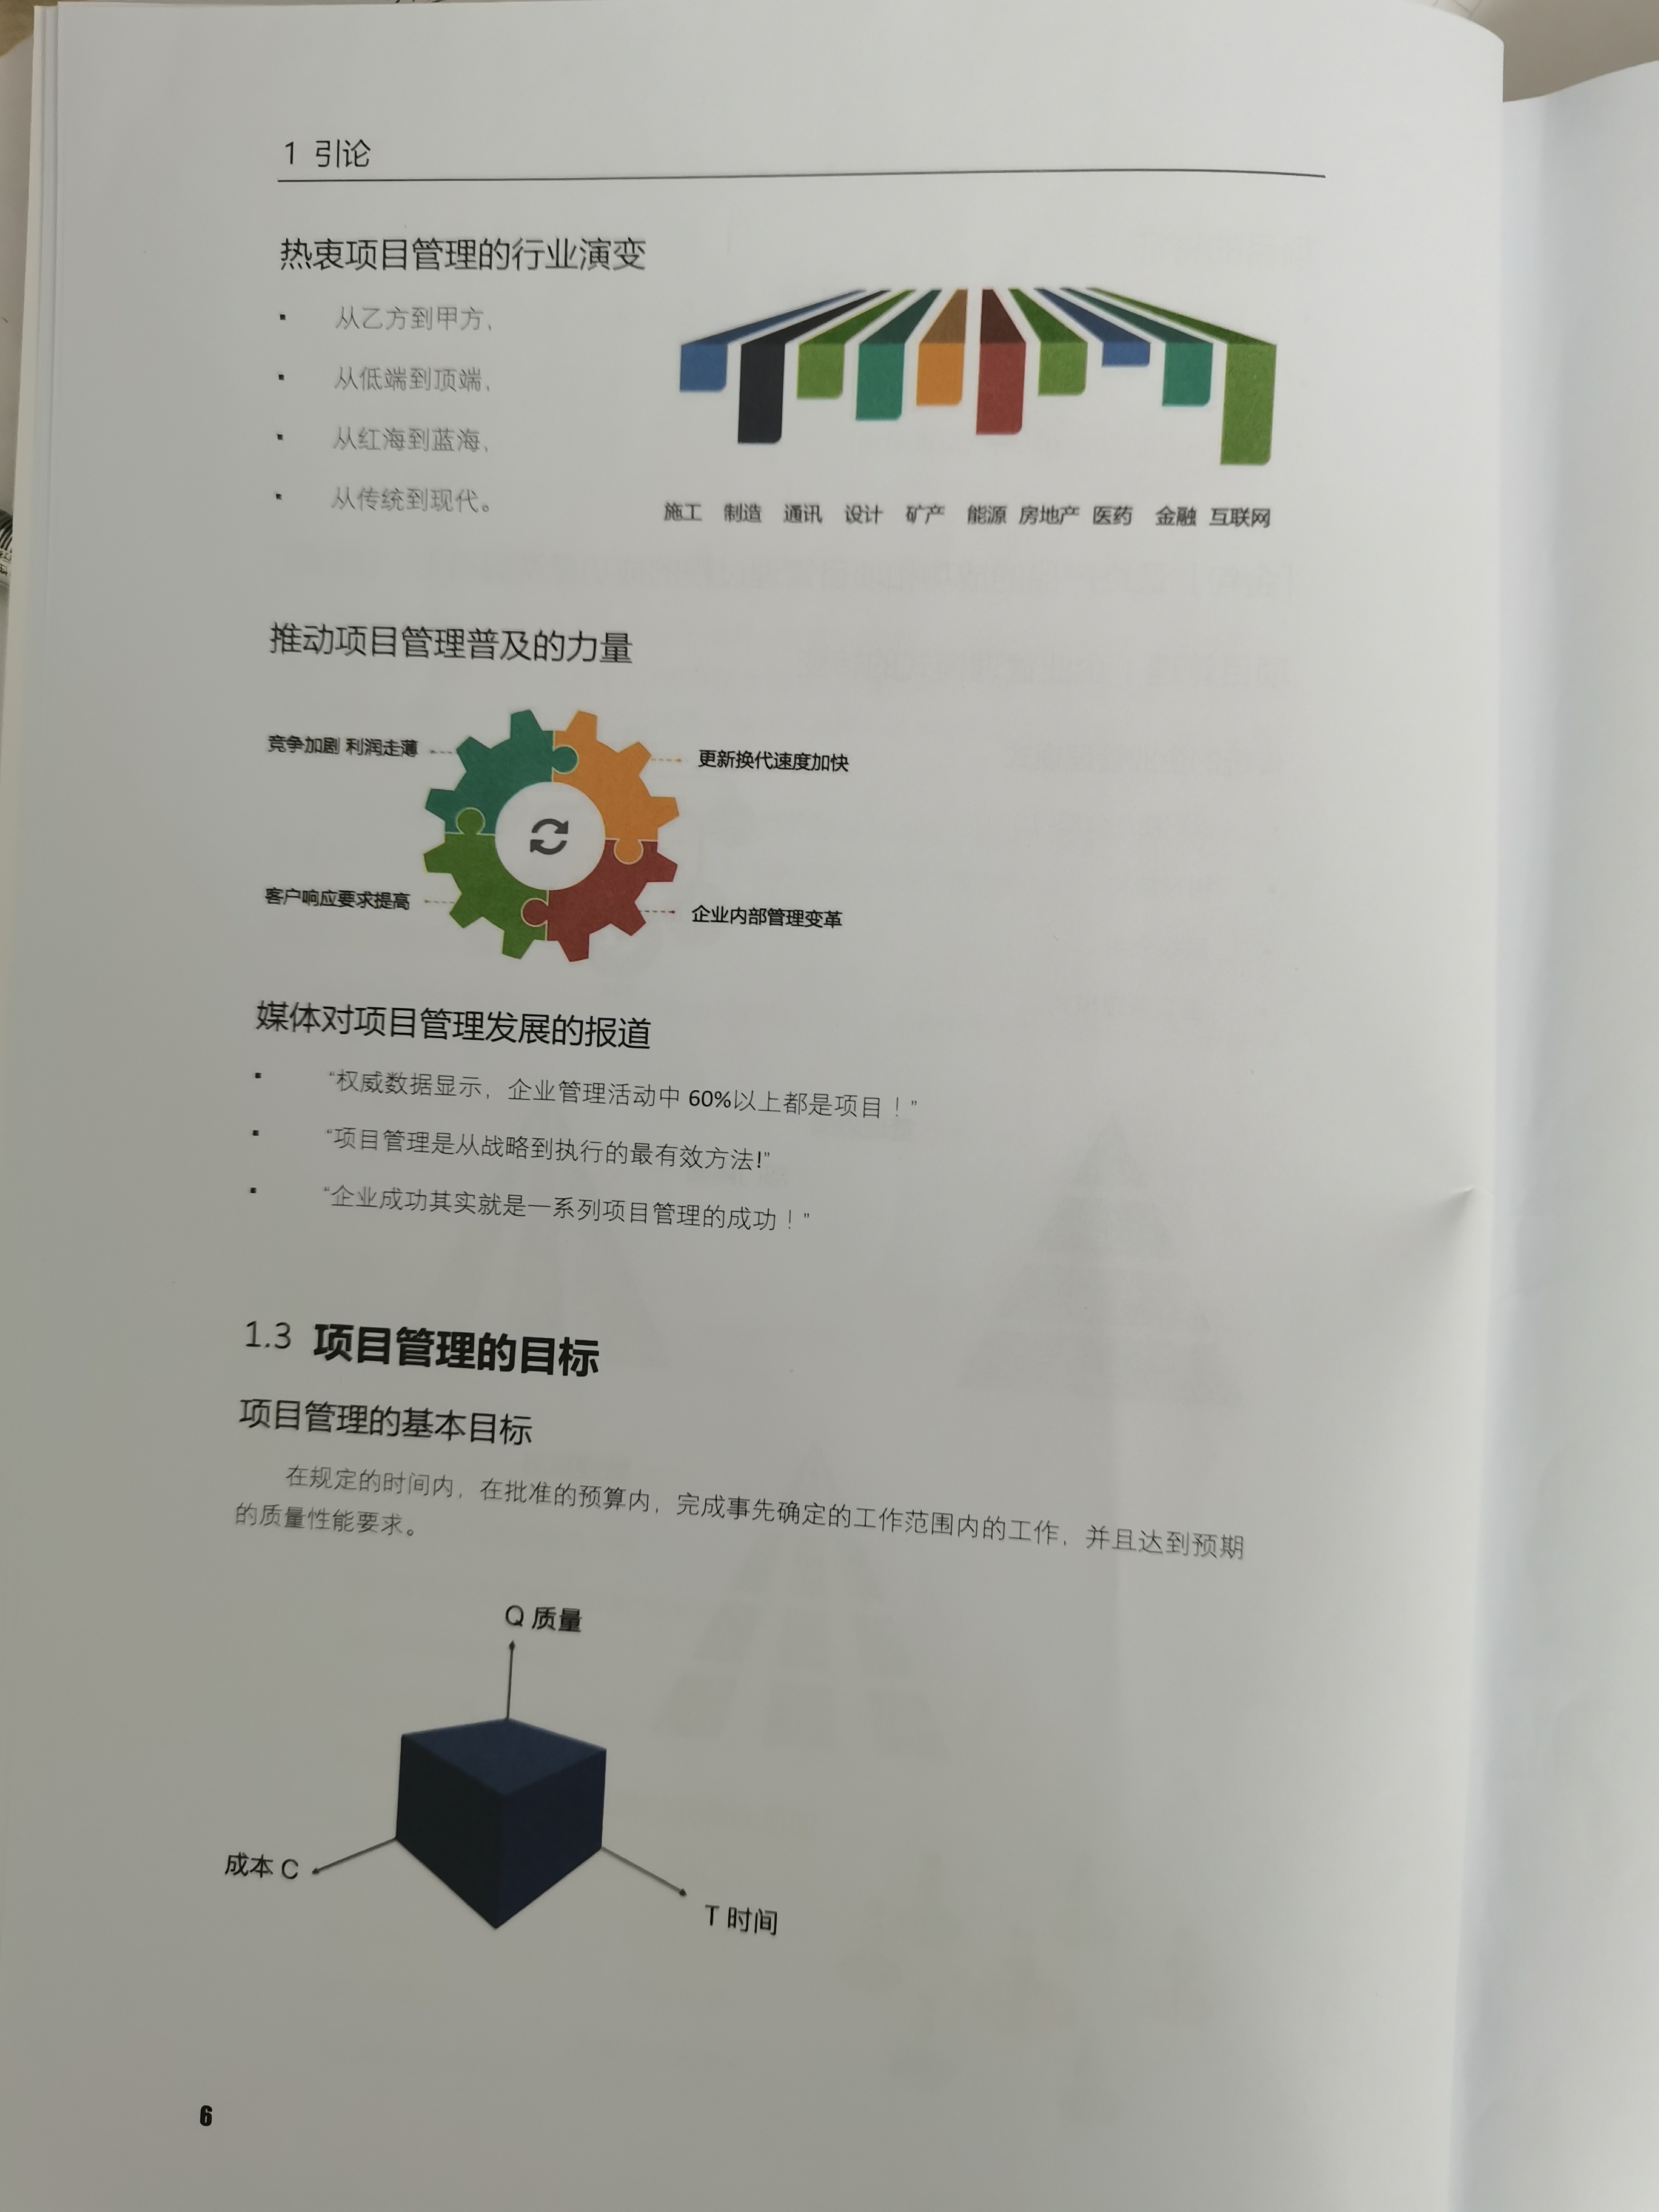 1 引论
热衷项目管理的行业演变
▪ 从乙方到甲方，
▪ 从低端到顶端，
▪ 从红海到蓝海，
▪ 从传统到现代。
施工 制造 通讯 设计 矿产 能源 房地产 医药 金融 互联网
推动项目管理普及的力量
竞争加剧 利润走薄
更新换代速度加快
客户响应要求提高
企业内部管理变革
媒体对项目管理发展的报道
▪ “权威数据显示，企业管理活动中 60%以上都是项目！”
▪ “项目管理是从战略到执行的最有效方法!”
▪ “企业成功其实就是一系列项目管理的成功！”
1.3 项目管理的目标
项目管理的基本目标
在规定的时间内，在批准的预算内，完成事先确定的工作范围内的工作，并且达到预期
的质量性能要求。
Q 质量
成本 C
T 时间
6